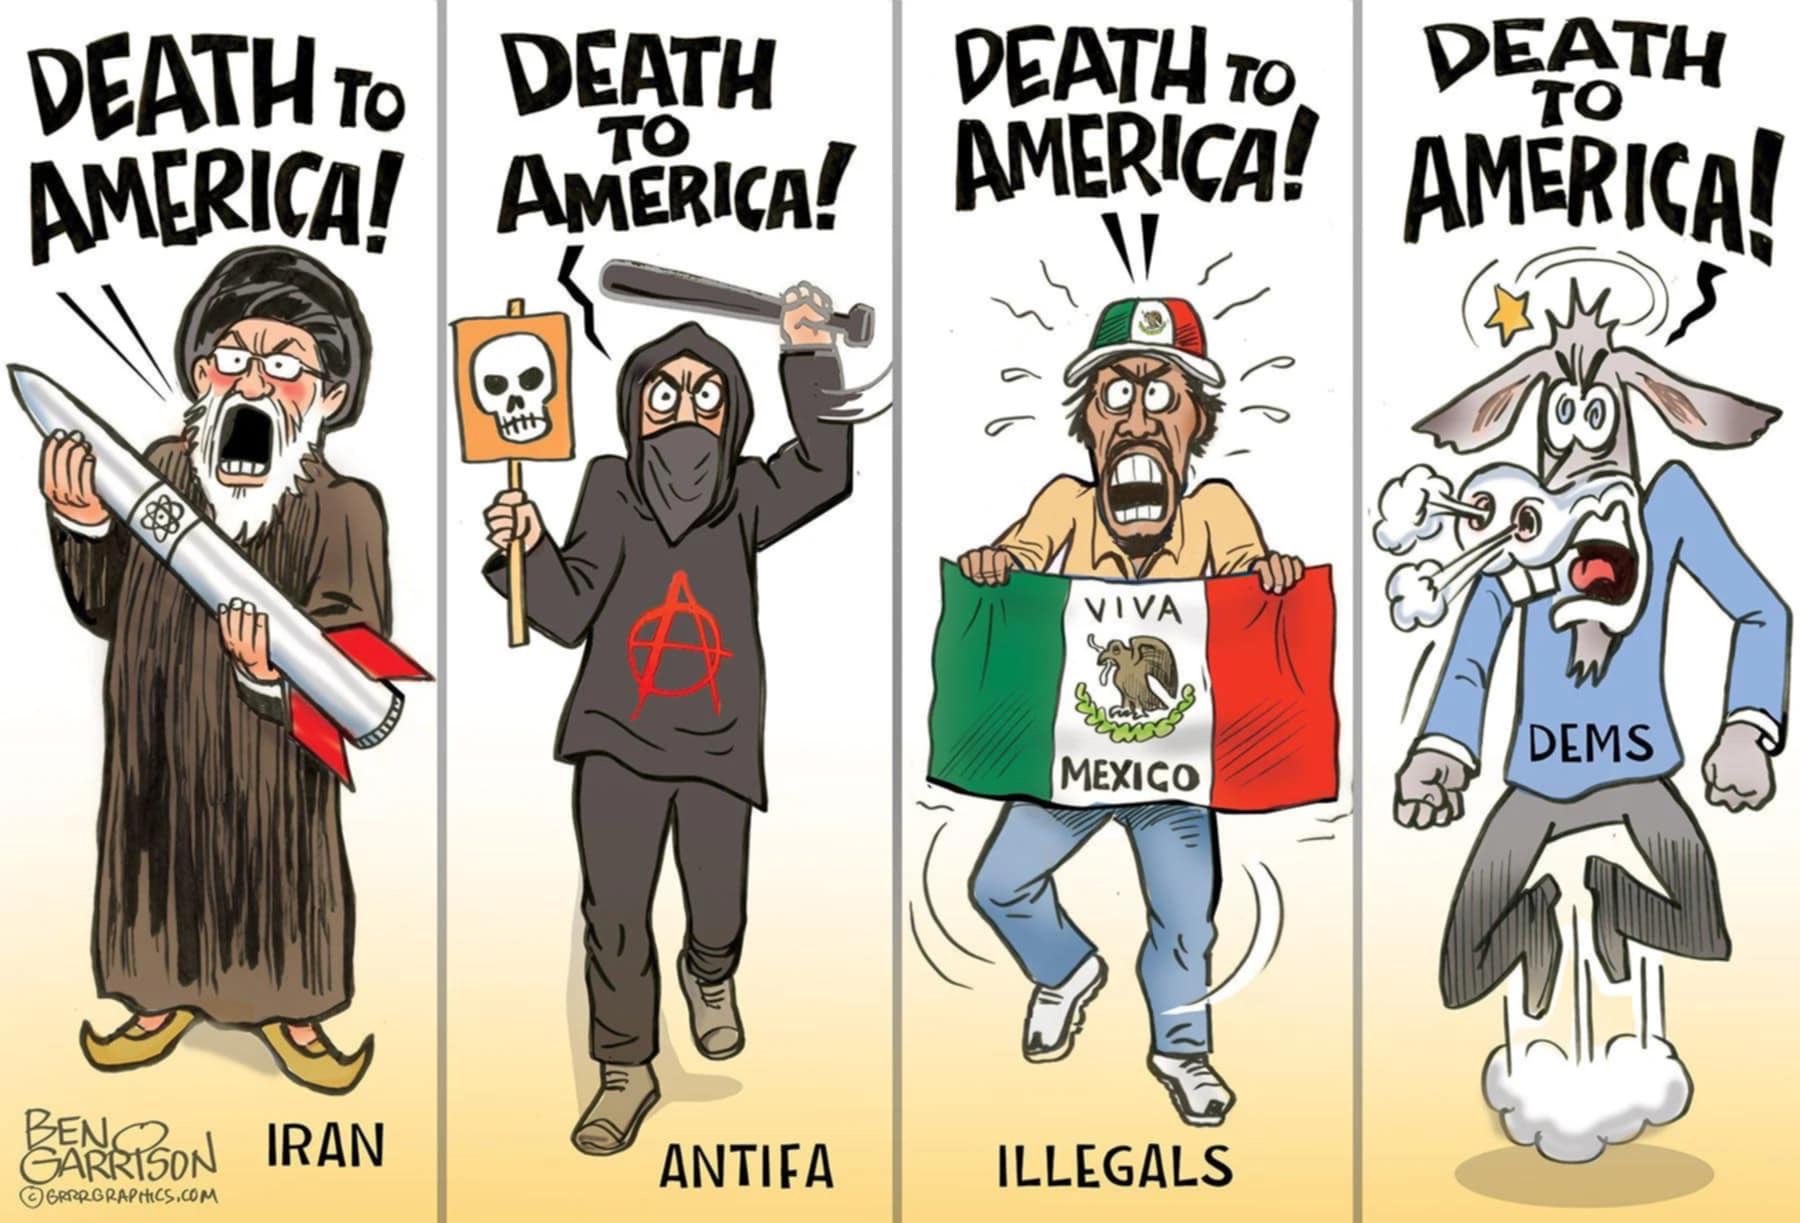 DEATH TO
AMERICA!
DEATH
TO
AMERICA!
DEATH TO
AMERICA!
DEATH
TO
AMERICA!
A
VIVA
MEXICO
DEMS
BEN
GARRISON
©GRRRGRAPHICS.COM
IRAN
ANTIFA
ILLEGALS